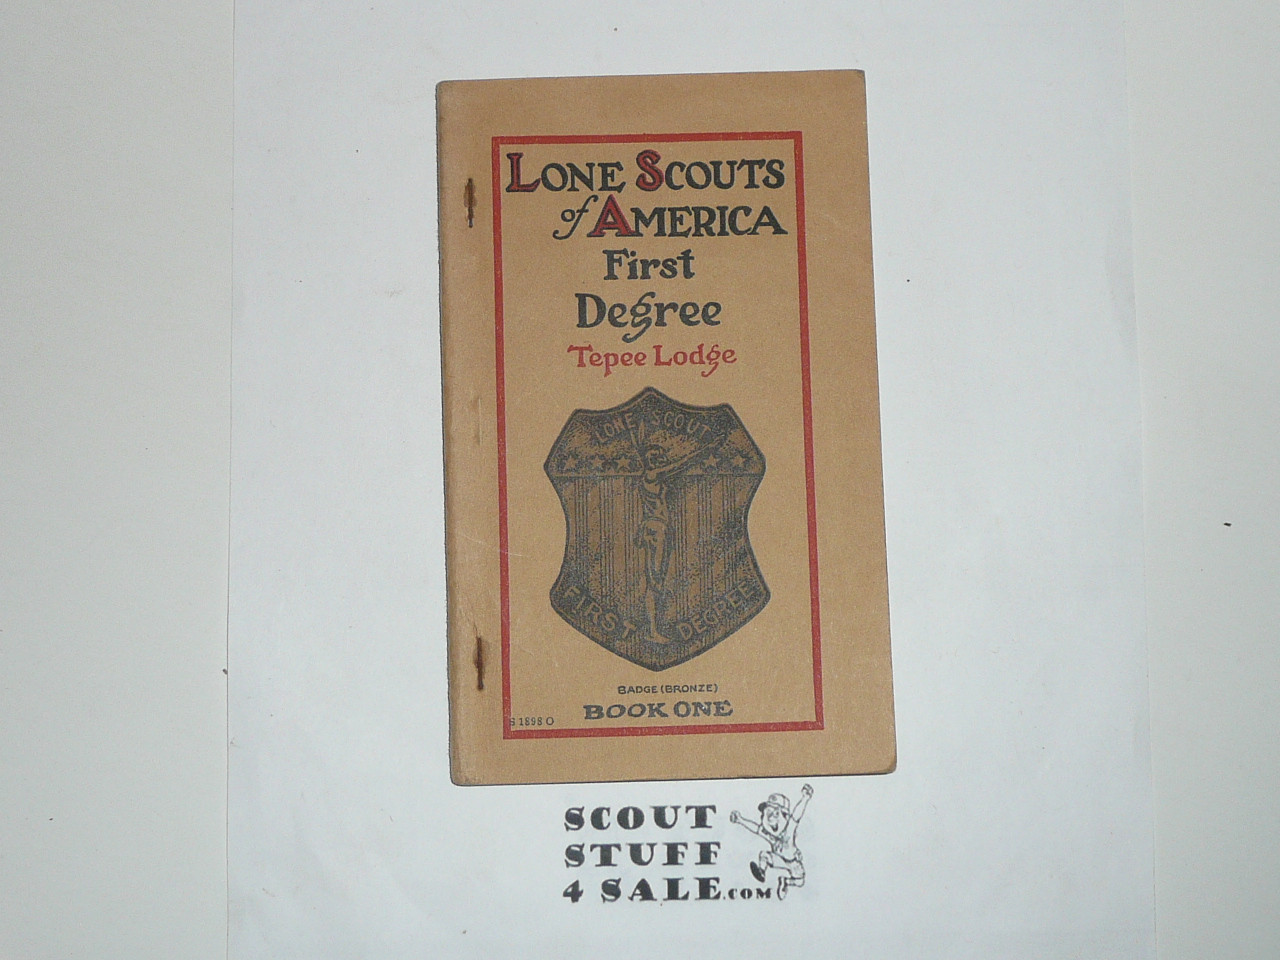 LONE SCOUTS
of AMERICA
First
Degree
Tepee Lodge
LONE SCOUT
FIRST DEGREE
BADGE (BRONZE)
BOOK ONE
S 1898 O
SCOUT
STUFF
4 SALE.COM